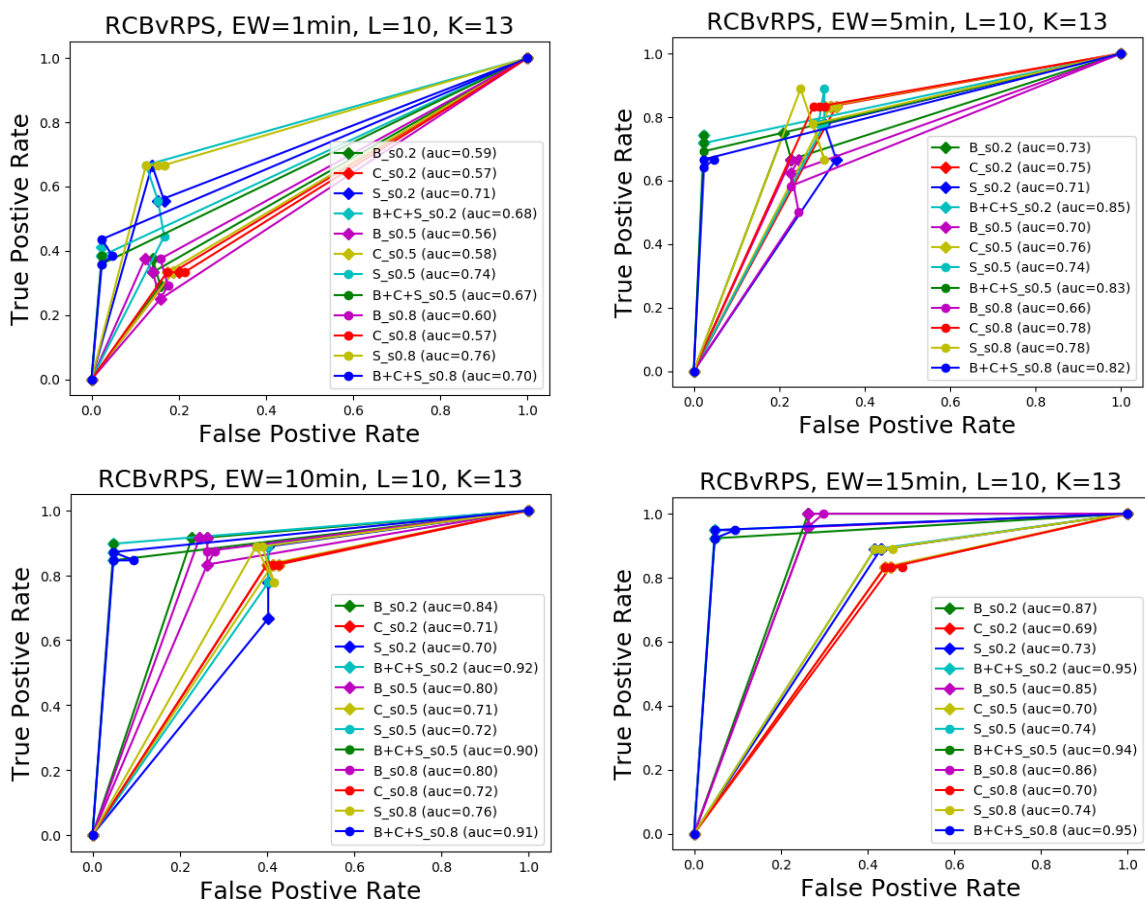 RCBvRPS, EW=1min, L=10, K=13
True Postive Rate
1.0
0.8
0.6
0.4
0.2
0.0
B_s0.2 (auc=0.59)
C_s0.2 (auc=0.57)
S_s0.2 (auc=0.71)
B+C+S_s0.2 (auc=0.68)
B_s0.5 (auc=0.56)
C_s0.5 (auc=0.58)
S_s0.5 (auc=0.74)
B+C+S_s0.5 (auc=0.67)
B_s0.8 (auc=0.60)
C_s0.8 (auc=0.57)
S_s0.8 (auc=0.76)
B+C+S_s0.8 (auc=0.70)
0.0 0.2 0.4 0.6 0.8 1.0
False Postive Rate
RCBvRPS, EW=5min, L=10, K=13
True Postive Rate
1.0
0.8
0.6
0.4
0.2
0.0
B_s0.2 (auc=0.73)
C_s0.2 (auc=0.75)
S_s0.2 (auc=0.71)
B+C+S_s0.2 (auc=0.85)
B_s0.5 (auc=0.70)
C_s0.5 (auc=0.76)
S_s0.5 (auc=0.74)
B+C+S_s0.5 (auc=0.83)
B_s0.8 (auc=0.66)
C_s0.8 (auc=0.78)
S_s0.8 (auc=0.78)
B+C+S_s0.8 (auc=0.82)
0.0 0.2 0.4 0.6 0.8 1.0
False Postive Rate
RCBvRPS, EW=10min, L=10, K=13
True Postive Rate
1.0
0.8
0.6
0.4
0.2
0.0
B_s0.2 (auc=0.84)
C_s0.2 (auc=0.71)
S_s0.2 (auc=0.70)
B+C+S_s0.2 (auc=0.92)
B_s0.5 (auc=0.80)
C_s0.5 (auc=0.71)
S_s0.5 (auc=0.72)
B+C+S_s0.5 (auc=0.90)
B_s0.8 (auc=0.80)
C_s0.8 (auc=0.72)
S_s0.8 (auc=0.76)
B+C+S_s0.8 (auc=0.91)
0.0 0.2 0.4 0.6 0.8 1.0
False Postive Rate
RCBvRPS, EW=15min, L=10, K=13
True Postive Rate
1.0
0.8
0.6
0.4
0.2
0.0
B_s0.2 (auc=0.87)
C_s0.2 (auc=0.69)
S_s0.2 (auc=0.73)
B+C+S_s0.2 (auc=0.95)
B_s0.5 (auc=0.85)
C_s0.5 (auc=0.70)
S_s0.5 (auc=0.74)
B+C+S_s0.5 (auc=0.94)
B_s0.8 (auc=0.86)
C_s0.8 (auc=0.70)
S_s0.8 (auc=0.74)
B+C+S_s0.8 (auc=0.95)
0.0 0.2 0.4 0.6 0.8 1.0
False Postive Rate